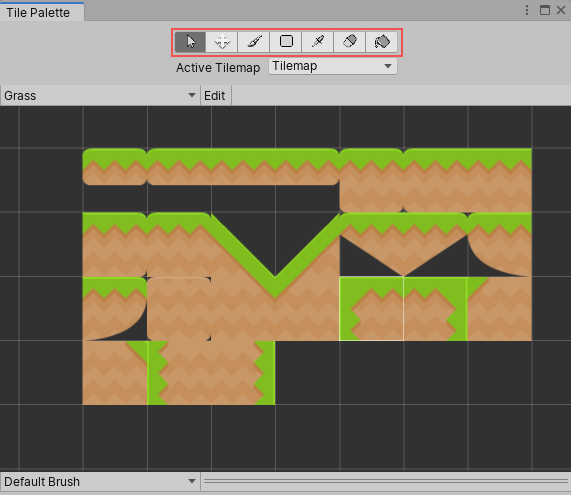 Tile Palette
Active Tilemap Tilemap
Grass Edit
Default Brush